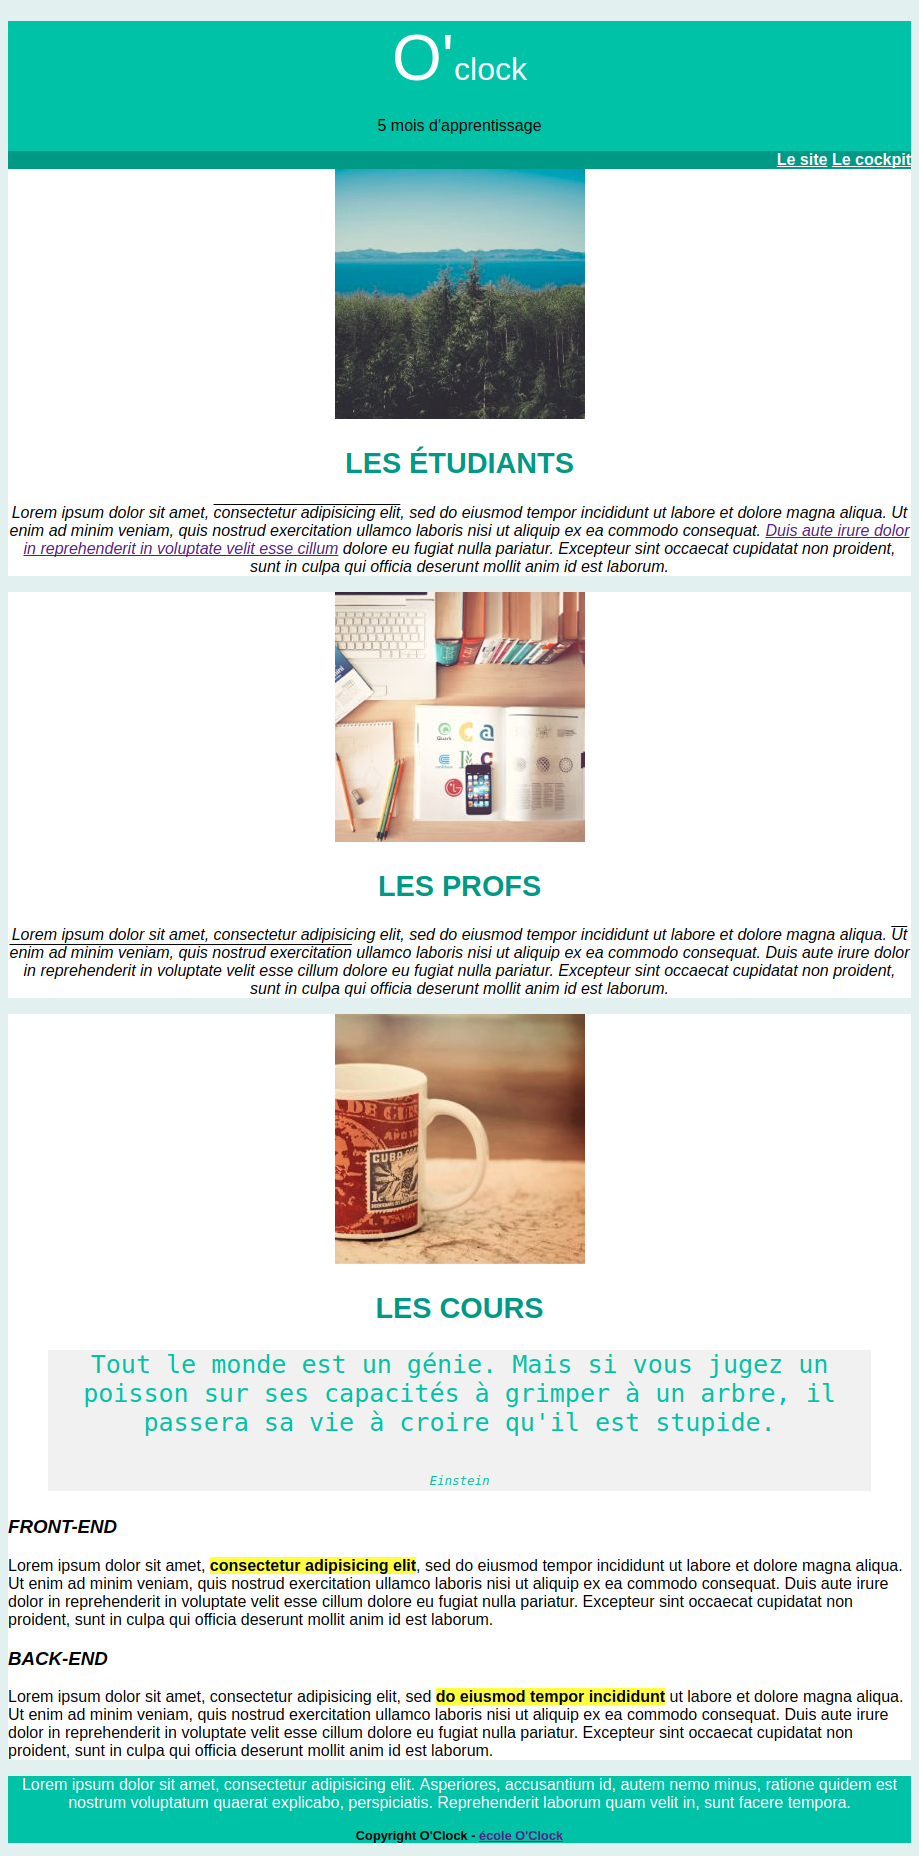 O'clock
5 mois d'apprentissage
Le site Le cockpit
LES ÉTUDIANTS
Lorem ipsum dolor sit amet, consectetur adipisicing elit, sed do eiusmod tempor incididunt ut labore et dolore magna aliqua. Ut
enim ad minim veniam, quis nostrud exercitation ullamco laboris nisi ut aliquip ex ea commodo consequat. Duis aute irure dolor
in reprehenderit in voluptate velit esse cillum dolore eu fugiat nulla pariatur. Excepteur sint occaecat cupidatat non proident,
sunt in culpa qui officia deserunt mollit anim id est laborum.
Quark
LG
LES PROFS
Lorem ipsum dolor sit amet, consectetur adipisicing elit, sed do eiusmod tempor incididunt ut labore et dolore magna aliqua. Ut
enim ad minim veniam, quis nostrud exercitation ullamco laboris nisi ut aliquip ex ea commodo consequat. Duis aute irure dolor
in reprehenderit in voluptate velit esse cillum dolore eu fugiat nulla pariatur. Excepteur sint occaecat cupidatat non proident,
sunt in culpa qui officia deserunt mollit anim id est laborum.
DE CUB
AÑO 19
CUBA
1c
LES COURS
Tout le monde est un génie. Mais si vous jugez un
poisson sur ses capacités à grimper à un arbre, il
passera sa vie à croire qu'il est stupide.
Einstein
FRONT-END
Lorem ipsum dolor sit amet, consectetur adipisicing elit, sed do eiusmod tempor incididunt ut labore et dolore magna aliqua.
Ut enim ad minim veniam, quis nostrud exercitation ullamco laboris nisi ut aliquip ex ea commodo consequat. Duis aute irure
dolor in reprehenderit in voluptate velit esse cillum dolore eu fugiat nulla pariatur. Excepteur sint occaecat cupidatat non
proident, sunt in culpa qui officia deserunt mollit anim id est laborum.
BACK-END
Lorem ipsum dolor sit amet, consectetur adipisicing elit, sed do eiusmod tempor incididunt ut labore et dolore magna aliqua.
Ut enim ad minim veniam, quis nostrud exercitation ullamco laboris nisi ut aliquip ex ea commodo consequat. Duis aute irure
dolor in reprehenderit in voluptate velit esse cillum dolore eu fugiat nulla pariatur. Excepteur sint occaecat cupidatat non
proident, sunt in culpa qui officia deserunt mollit anim id est laborum.
Lorem ipsum dolor sit amet, consectetur adipisicing elit. Asperiores, accusantium id, autem nemo minus, ratione quidem est
nostrum voluptatum quaerat explicabo, perspiciatis. Reprehenderit laborum quam velit in, sunt facere tempora.
Copyright O'Clock - école O'Clock